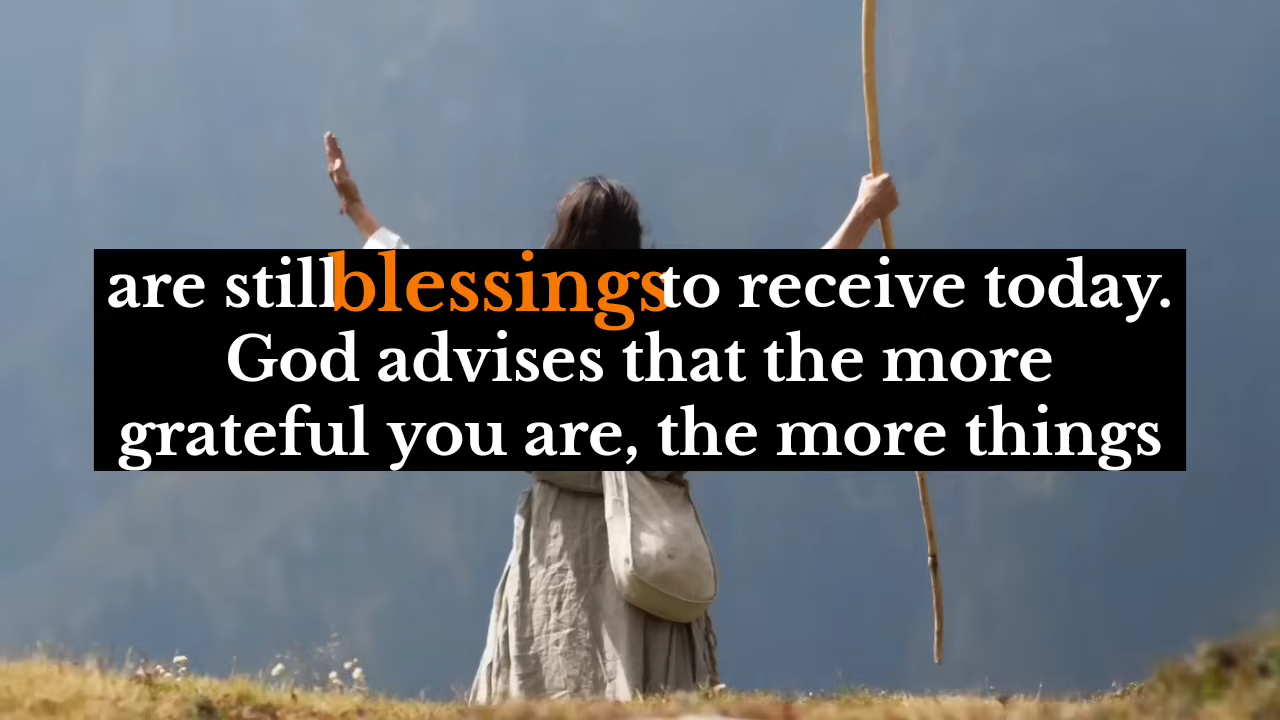 are still blessings to receive today.
God advises that the more
grateful you are, the more things